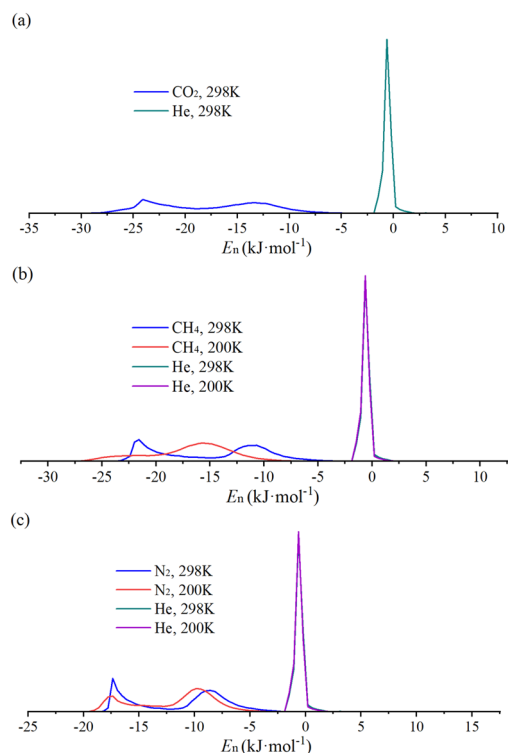 (a)
CO₂, 298K
He, 298K
-35 -30 -25 -20 -15 -10 -5 0 5 10
Eₙ (kJ·mol⁻¹)
(b)
CH₄, 298K
CH₄, 200K
He, 298K
He, 200K
-30 -25 -20 -15 -10 -5 0 5 10
Eₙ (kJ·mol⁻¹)
(c)
N₂, 298K
N₂, 200K
He, 298K
He, 200K
-25 -20 -15 -10 -5 0 5 10 15
Eₙ (kJ·mol⁻¹)